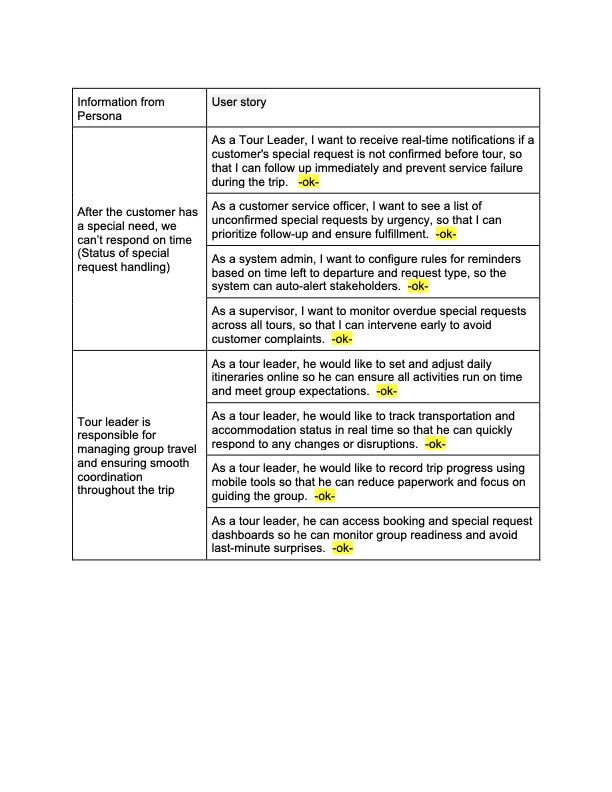 Information from
Persona
User story
After the customer has
a special need, we
can't respond on time
(Status of special
request handling)
As a Tour Leader, I want to receive real-time notifications if a
customer's special request is not confirmed before tour, so
that I can follow up immediately and prevent service failure
during the trip. -ok-
As a customer service officer, I want to see a list of
unconfirmed special requests by urgency, so that I can
prioritize follow-up and ensure fulfillment. -ok-
As a system admin, I want to configure rules for reminders
based on time left to departure and request type, so the
system can auto-alert stakeholders. -ok-
As a supervisor, I want to monitor overdue special requests
across all tours, so that I can intervene early to avoid
customer complaints. -ok-
Tour leader is
responsible for
managing group travel
and ensuring smooth
coordination
throughout the trip
As a tour leader, he would like to set and adjust daily
itineraries online so he can ensure all activities run on time
and meet group expectations. -ok-
As a tour leader, he would like to track transportation and
accommodation status in real time so that he can quickly
respond to any changes or disruptions. -ok-
As a tour leader, he would like to record trip progress using
mobile tools so that he can reduce paperwork and focus on
guiding the group. -ok-
As a tour leader, he can access booking and special request
dashboards so he can monitor group readiness and avoid
last-minute surprises. -ok-